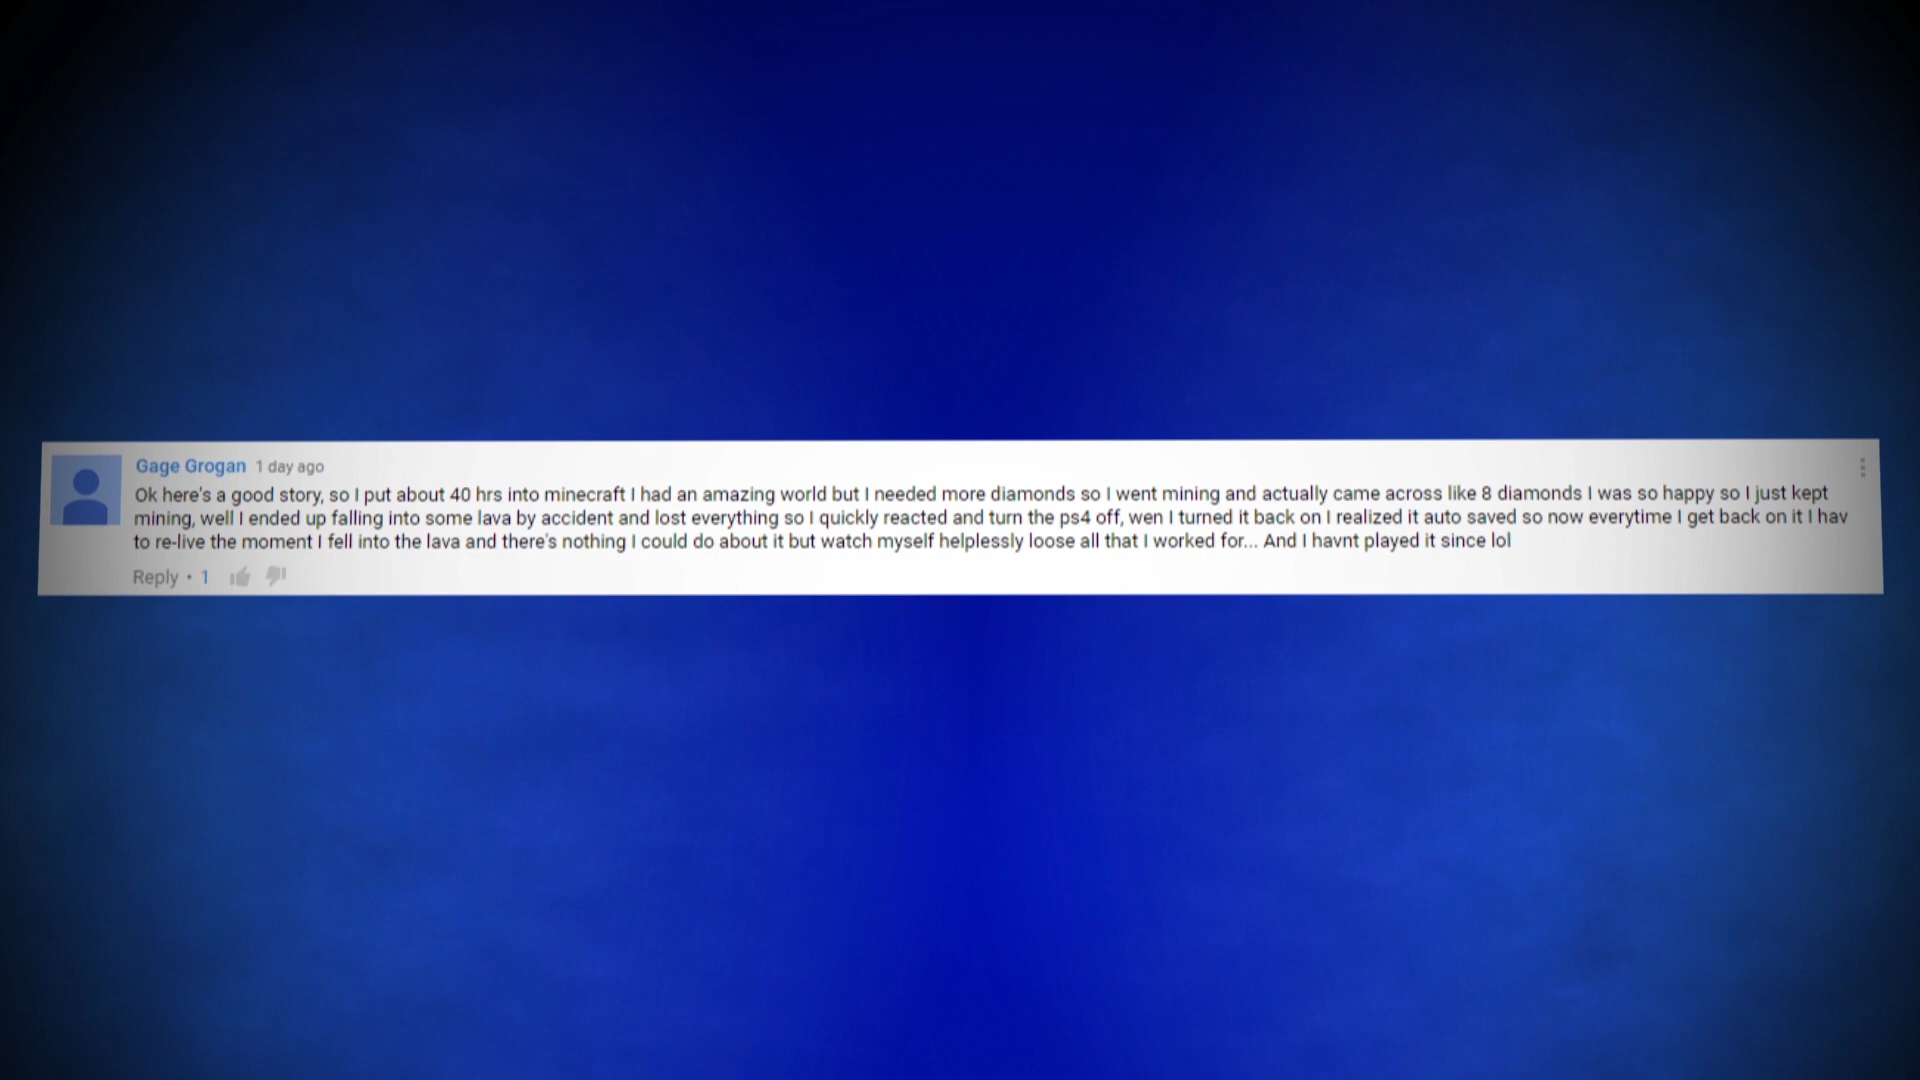 Gage Grogan 1 day ago
Ok here's a good story, so I put about 40 hrs into minecraft I had an amazing world but I needed more diamonds so I went mining and actually came across like 8 diamonds I was so happy so I just kept
mining, well I ended up falling into some lava by accident and lost everything so I quickly reacted and turn the ps4 off, wen I turned it back on I realized it auto saved so now everytime I get back on it I hav
to re-live the moment I fell into the lava and there's nothing I could do about it but watch myself helplessly loose all that I worked for... And I havnt played it since lol
Reply • 1